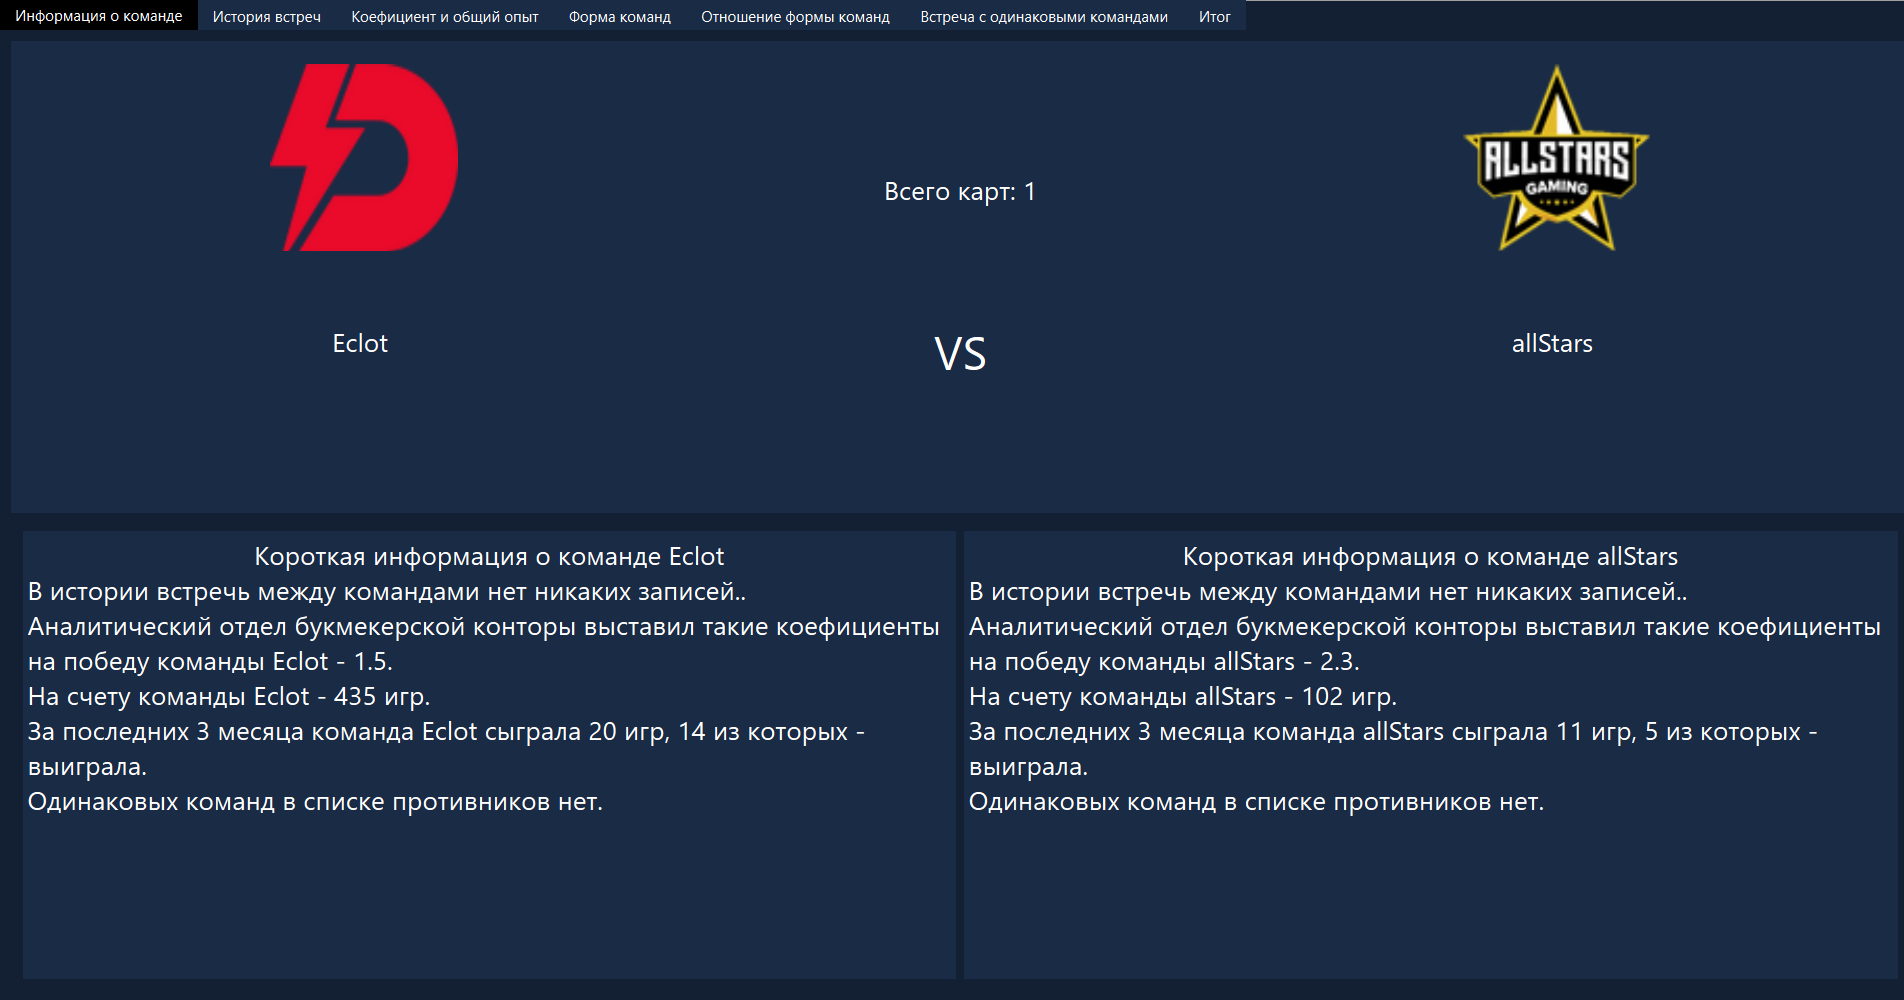 Информация о команде История встреч Коефициент и общий опыт Форма команд Отношение формы команд Встреча с одинаковыми командами Итог
ALLSTARS
GAMING
Всего карт: 1
Eclot VS allStars
Короткая информация о команде Eclot
В истории встречь между командами нет никаких записей..
Аналитический отдел букмекерской конторы выставил такие коефициенты
на победу команды Eclot - 1.5.
На счету команды Eclot - 435 игр.
За последних 3 месяца команда Eclot сыграла 20 игр, 14 из которых -
выиграла.
Одинаковых команд в списке противников нет.
Короткая информация о команде allStars
В истории встречь между командами нет никаких записей..
Аналитический отдел букмекерской конторы выставил такие коефициенты
на победу команды allStars - 2.3.
На счету команды allStars - 102 игр.
За последних 3 месяца команда allStars сыграла 11 игр, 5 из которых -
выиграла.
Одинаковых команд в списке противников нет.